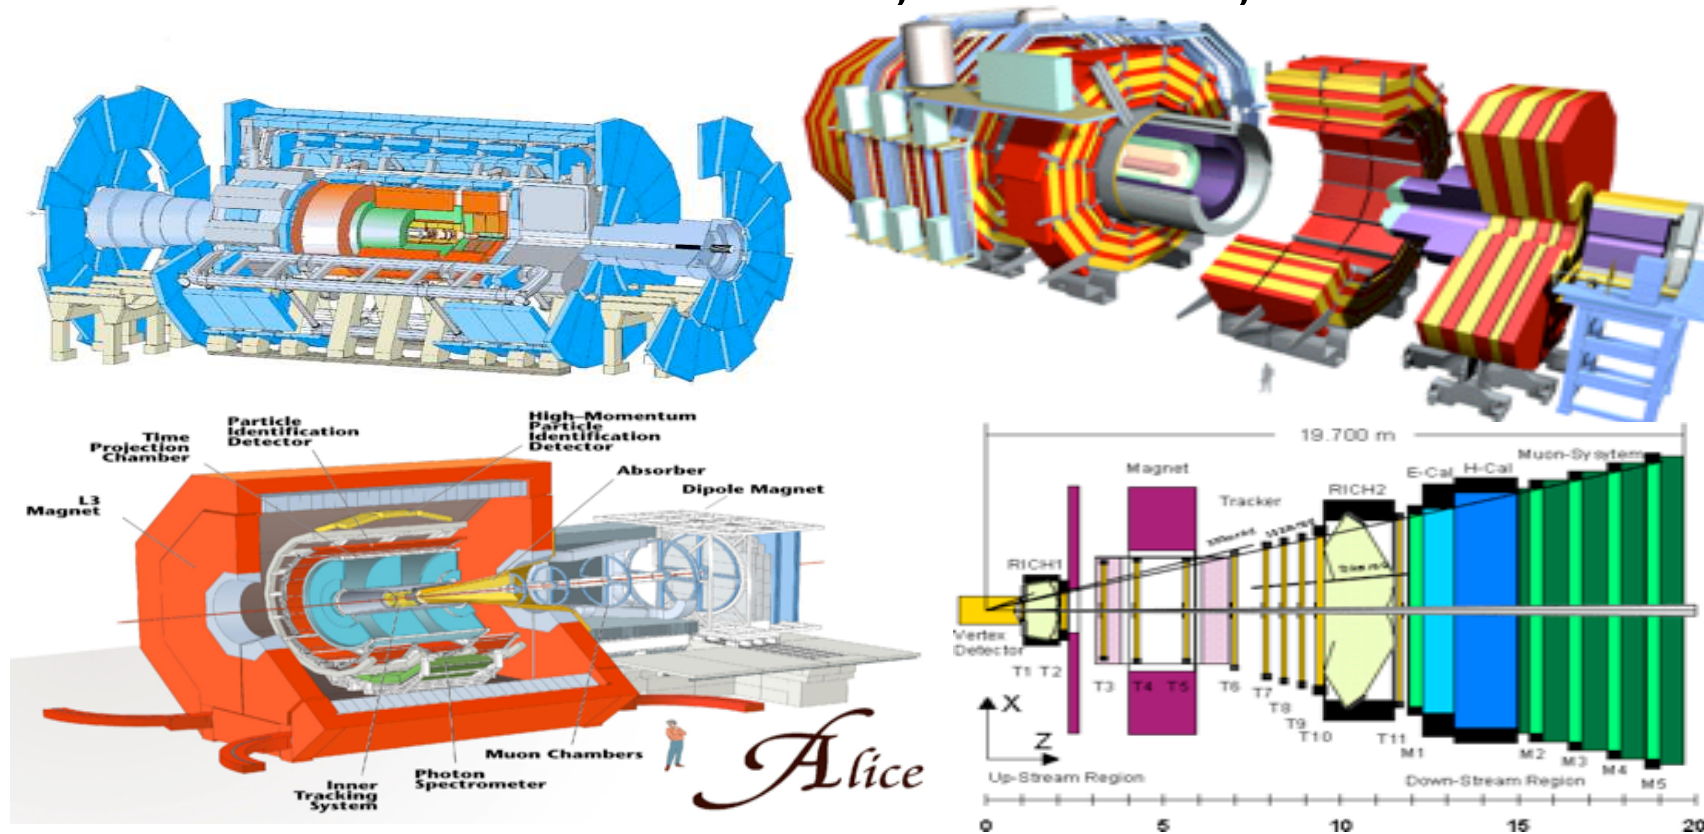 Particle
Identification
Detector
High-Momentum
Particle
Identification
Detector
Time
Projection
Chamber
Absorber
Dipole Magnet
L3
Magnet
Muon Chambers
Photon
Spectrometer
Inner
Tracking
System
Alice
19.700 m
Muon-Sysytem
E-Cal
H-Cal
Magnet
RICH2
Tracker
RICH1
Vertex
Detector
T1 T2
T3
T4
T5
T6
T7
T8
T9
T10
T11
M1
M2
M3
M4
M5
X
Z
Up-Stream Region
Down-Stream Region
0
5
10
15
20